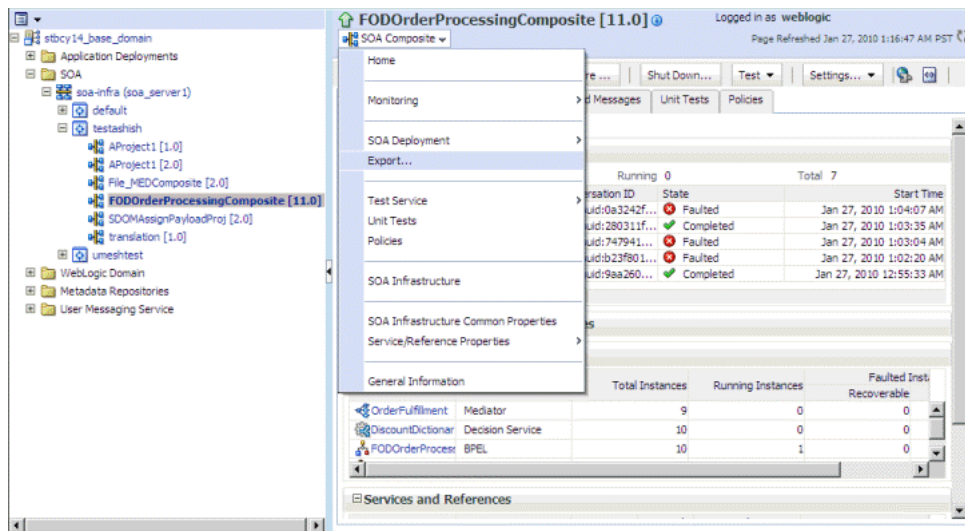 stbcy14_base_domain
Application Deployments
SOA
soa-infra (soa_server1)
default
testashish
AProject1 [1.0]
AProject1 [2.0]
File_MEDComposite [2.0]
FODOrderProcessingComposite [11.0]
SDOMAssignPayloadProj [2.0]
translation [1.0]
umeshtest
WebLogic Domain
Metadata Repositories
User Messaging Service
FODOrderProcessingComposite [11.0]
Logged in as weblogic
SOA Composite
Page Refreshed Jan 27, 2010 1:16:47 AM PST
Home
Monitoring
SOA Deployment
Export...
Test Service
Unit Tests
Policies
SOA Infrastructure
SOA Infrastructure Common Properties
Service/Reference Properties
General Information
re ... Shut Down... Test Settings...
d Messages Unit Tests Policies
Running 0 Total 7
rsation ID State Start Time
uid:0a3242f... Faulted Jan 27, 2010 1:04:07 AM
uid:280311f... Completed Jan 27, 2010 1:03:35 AM
uid:747941... Faulted Jan 27, 2010 1:03:04 AM
uid:b23f801... Faulted Jan 27, 2010 1:02:20 AM
uid:9aa260... Completed Jan 27, 2010 12:55:33 AM
es
Total Instances Running Instances Faulted Inst
Recoverable
OrderFulfillment Mediator 9 0 0
DiscountDictionar Decision Service 10 0 0
FODOrderProcess BPEL 10 1 0
Services and References